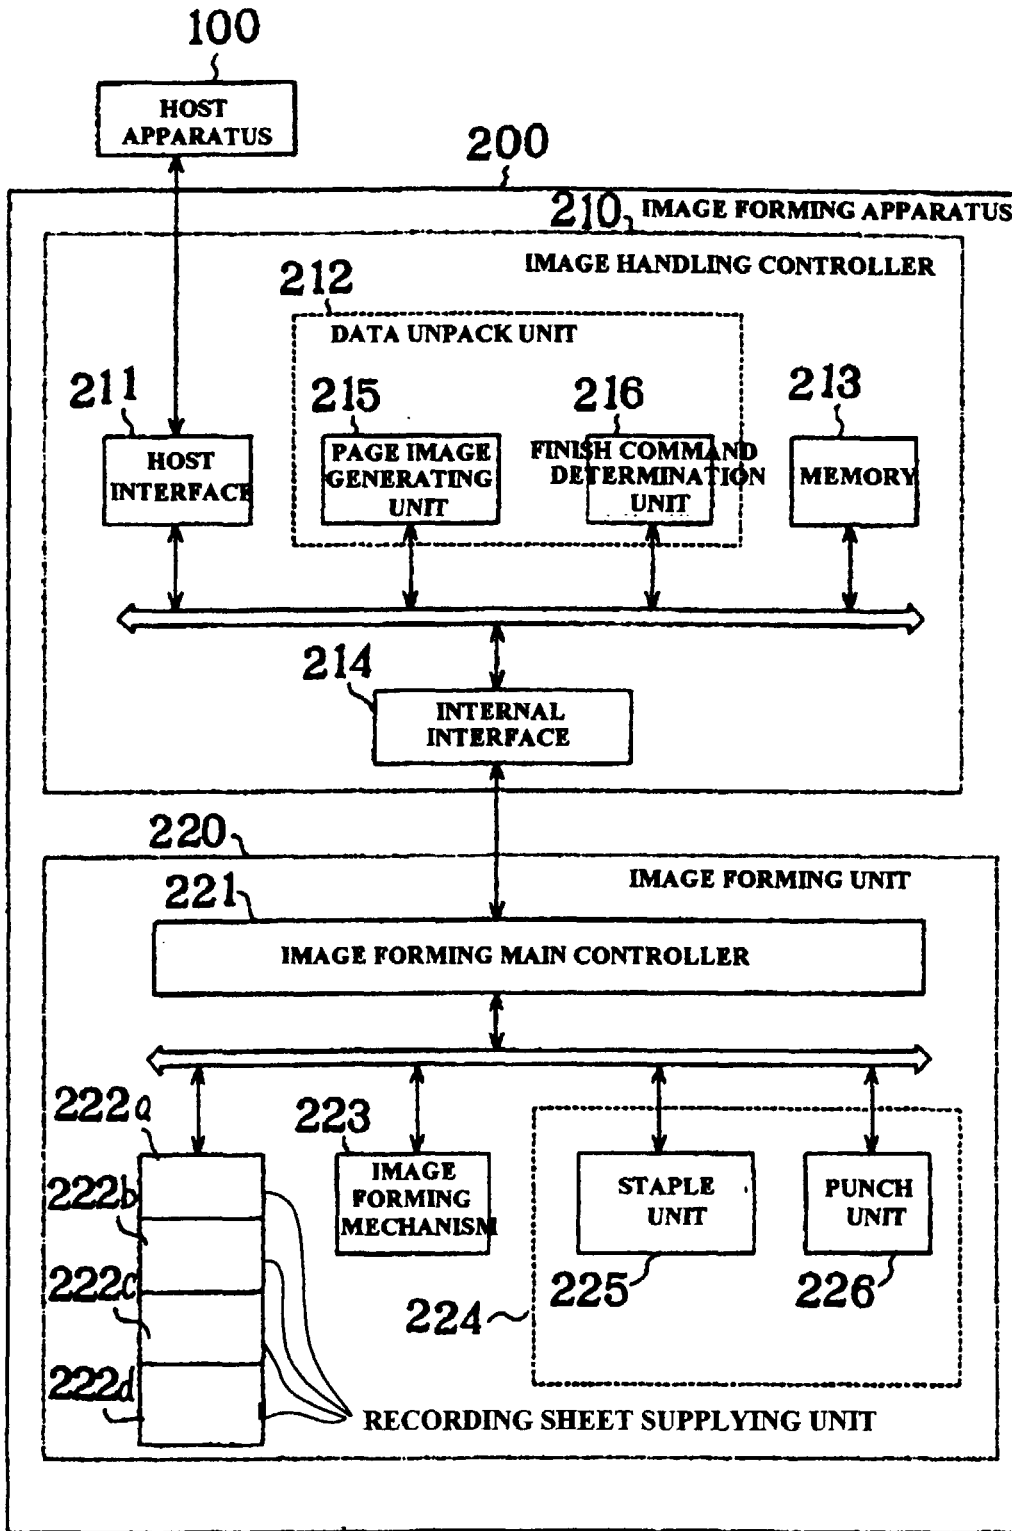 100
HOST
APPARATUS
200
210 IMAGE FORMING APPARATUS
IMAGE HANDLING CONTROLLER
212
DATA UNPACK UNIT
211
215
216
213
HOST
INTERFACE
PAGE IMAGE
GENERATING
UNIT
FINISH COMMAND
DETERMINATION
UNIT
MEMORY
214
INTERNAL
INTERFACE
220
IMAGE FORMING UNIT
221
IMAGE FORMING MAIN CONTROLLER
222a
223
222b
IMAGE
FORMING
MECHANISM
STAPLE
UNIT
PUNCH
UNIT
222c
224
225
226
222d
RECORDING SHEET SUPPLYING UNIT